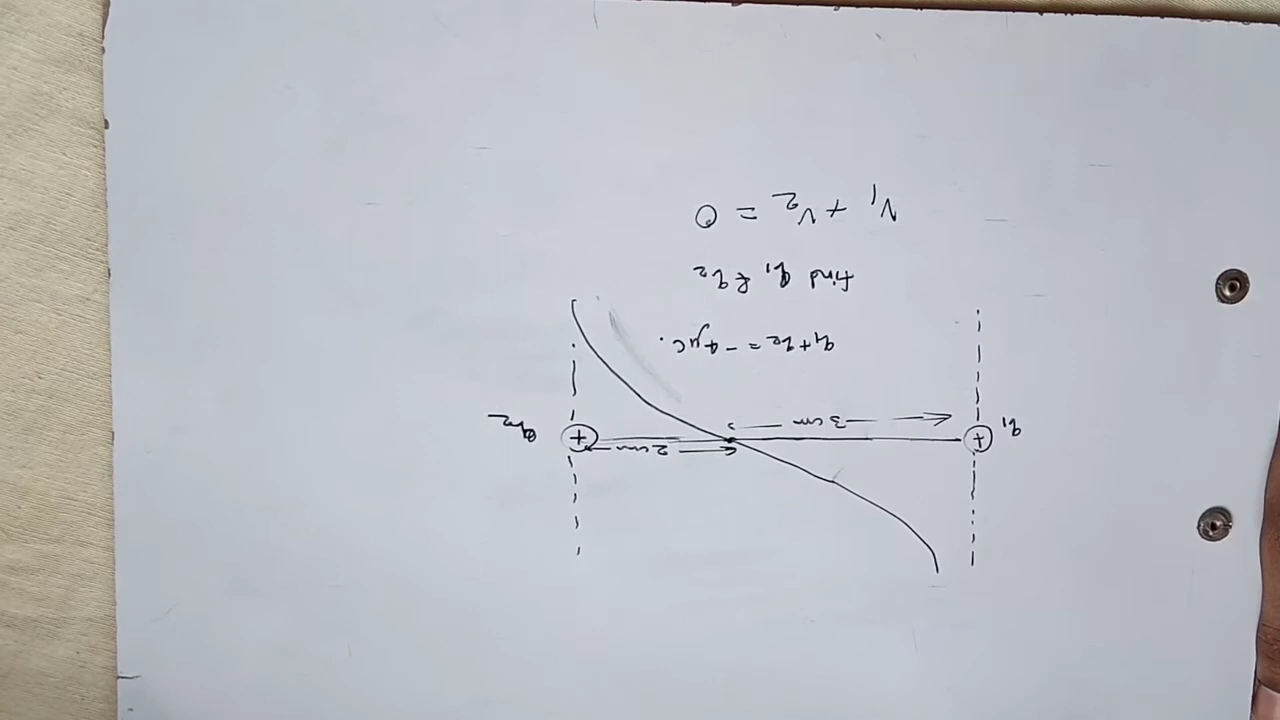 2 cm
q₁ + + q₂
3 cm
q₁+q₂ = -4μC.
find q₁ & q₂
V₁ + V₂ = 0